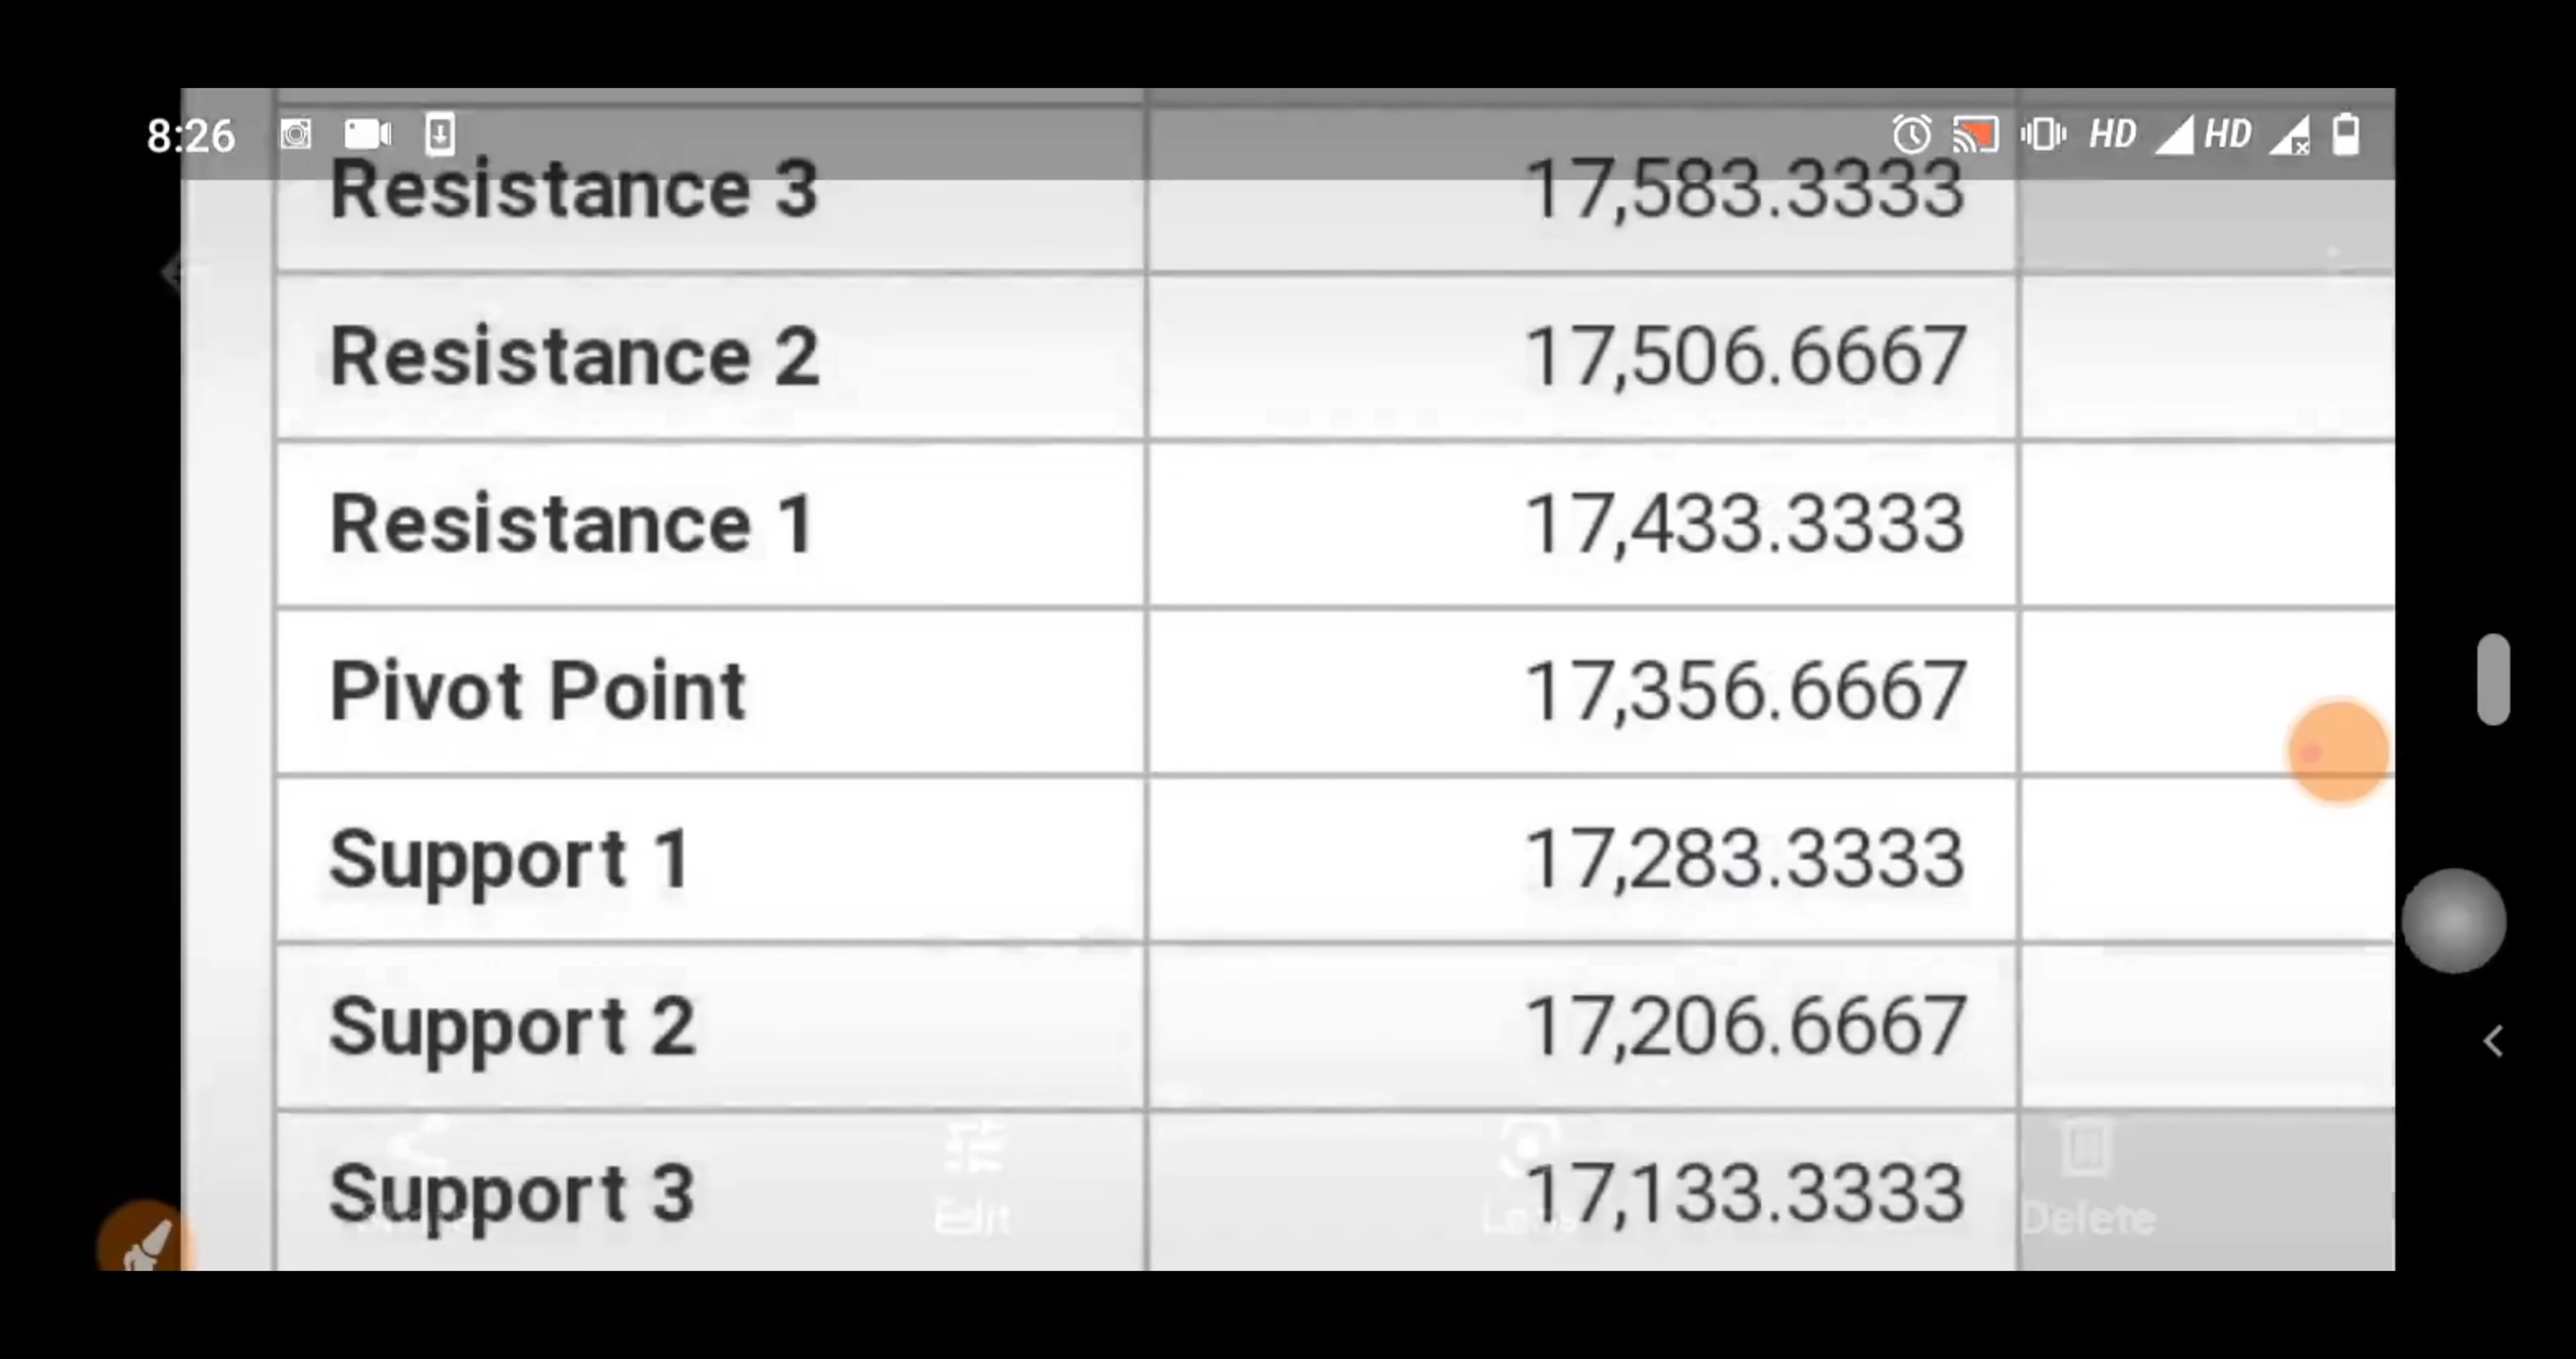 8:26 HD HD
Resistance 3 17,583.3333
Resistance 2 17,506.6667
Resistance 1 17,433.3333
Pivot Point 17,356.6667
Support 1 17,283.3333
Support 2 17,206.6667
Support 3 17,133.3333
Edit Delete